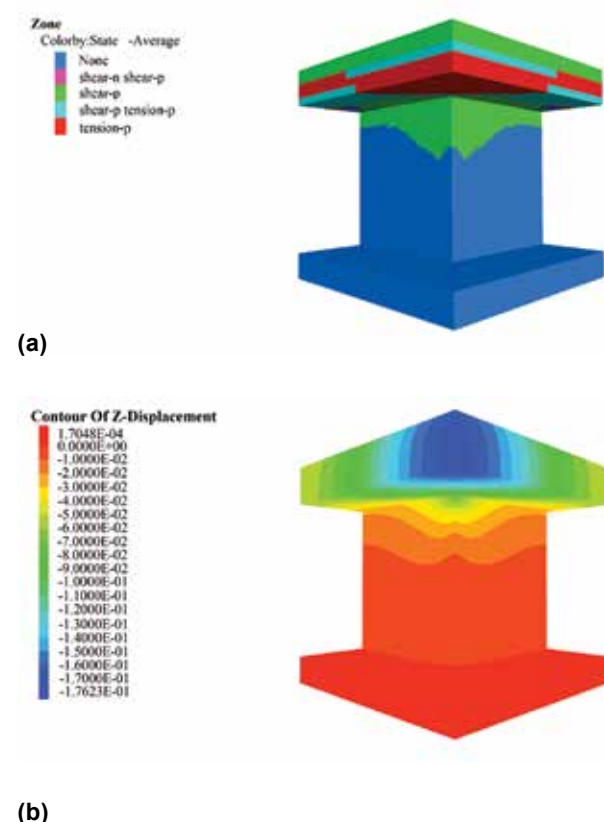 Zone
Colorby:State -Average
None
shear-n shear-p
shear-p
shear-p tension-p
tension-p
(a)
Contour Of Z-Displacement
1.7048E-04
0.0000E+00
-1.0000E-02
-2.0000E-02
-3.0000E-02
-4.0000E-02
-5.0000E-02
-6.0000E-02
-7.0000E-02
-8.0000E-02
-9.0000E-02
-1.0000E-01
-1.1000E-01
-1.2000E-01
-1.3000E-01
-1.4000E-01
-1.5000E-01
-1.6000E-01
-1.7000E-01
-1.7623E-01
(b)